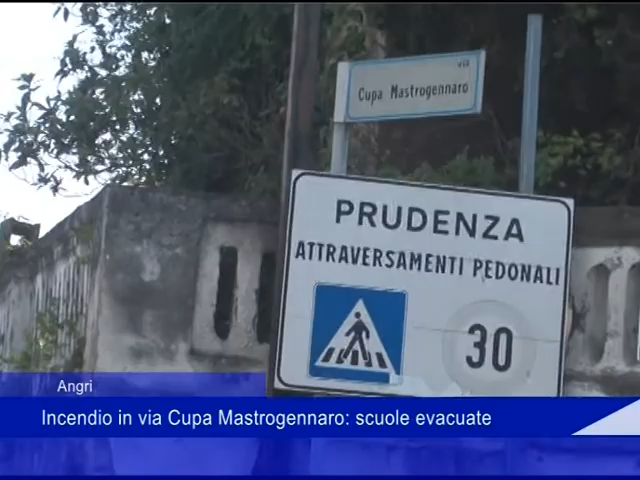 via
Cupa Mastrogennaro
PRUDENZA
ATTRAVERSAMENTI PEDONALI
30
Angri
Incendio in via Cupa Mastrogennaro: scuole evacuate